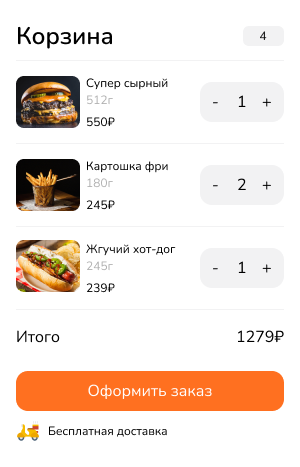 Корзина
4
Супер сырный
512г
550₽
- 1 +
Картошка фри
180г
245₽
- 2 +
Жгучий хот-дог
245г
239₽
- 1 +
Итого
1279₽
Оформить заказ
Бесплатная доставка